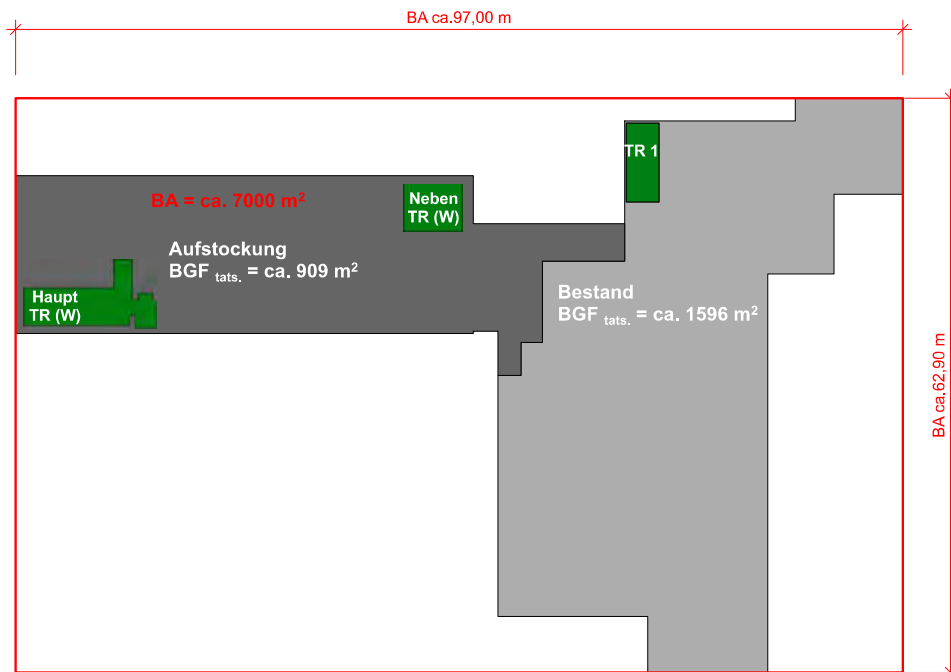 BA ca.97,00 m
TR 1
BA = ca. 7000 m²
Neben
TR (W)
Aufstockung
BGF tats. = ca. 909 m²
Haupt
TR (W)
Bestand
BGF tats. = ca. 1596 m²
BA ca.62,90 m